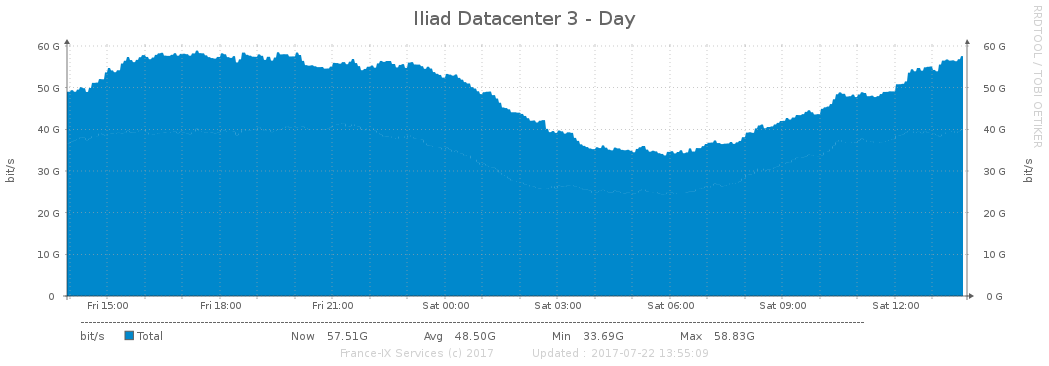 Iliad Datacenter 3 - Day
RRDTOOL / TOBI OETIKER
60 G 60 G
50 G 50 G
40 G 40 G
30 G 30 G
20 G 20 G
10 G 10 G
0 0 G
bit/s bit/s
Fri 15:00 Fri 18:00 Fri 21:00 Sat 00:00 Sat 03:00 Sat 06:00 Sat 09:00 Sat 12:00
bit/s Total Now 57.51G Avg 48.50G Min 33.69G Max 58.83G
France-IX Services (c) 2017 Updated : 2017-07-22 13:55:09